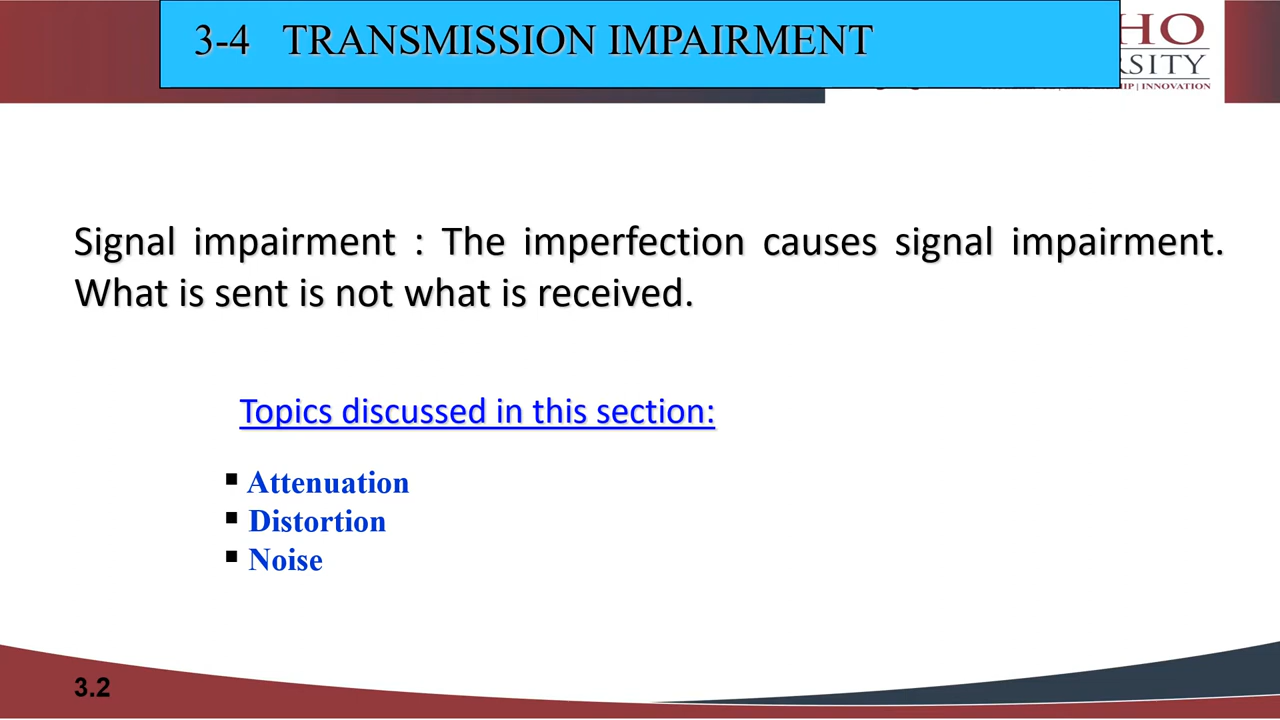 3-4 TRANSMISSION IMPAIRMENT
HO
RSITY
IP | INNOVATION
Signal impairment : The imperfection causes signal impairment.
What is sent is not what is received.
Topics discussed in this section:
▪ Attenuation
▪ Distortion
▪ Noise
3.2